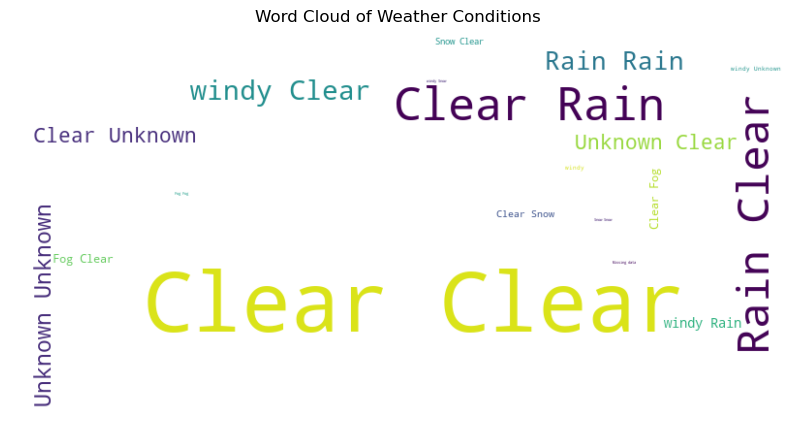 Word Cloud of Weather Conditions
Snow Clear
Rain Rain
windy Unknown
windy Clear
windy Snow
Clear Rain
Clear Unknown
Unknown Clear
Rain Clear
windy
Clear Fog
Fog Fog
Clear Snow
Snow Snow
Unknown Unknown
Fog Clear
Missing data
Clear Clear
windy Rain